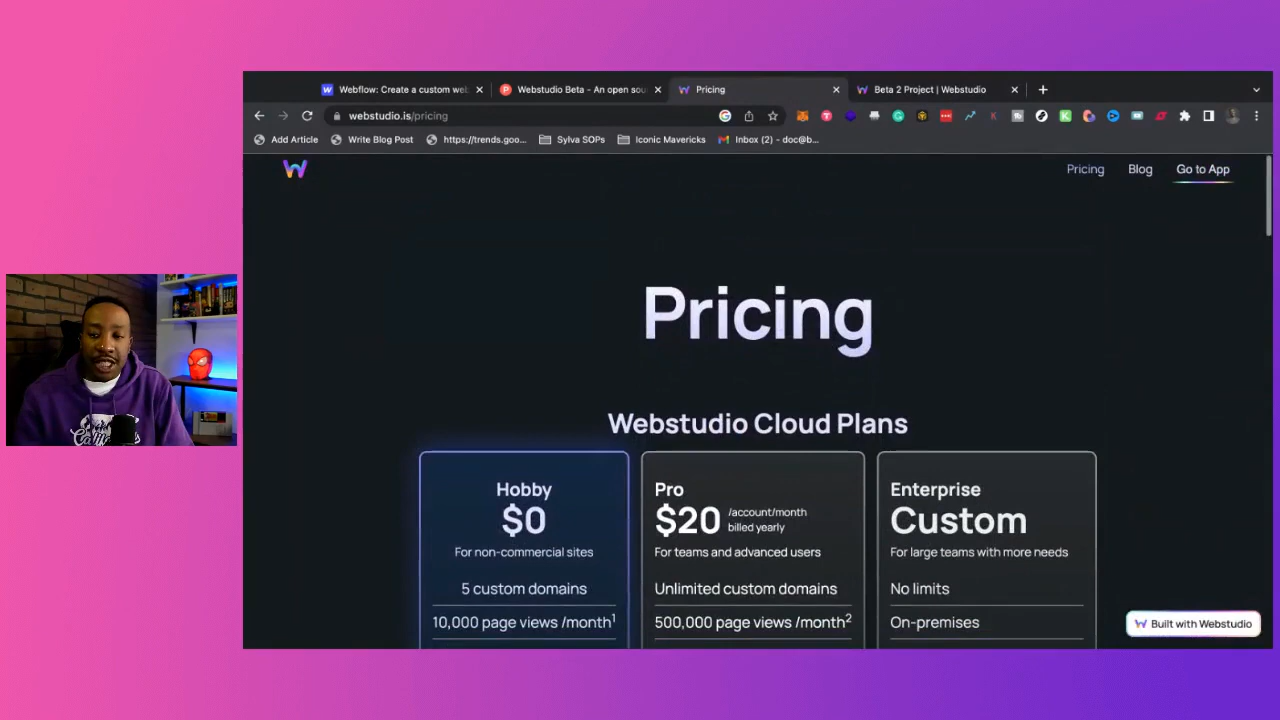 Webflow: Create a custom we
Webstudio Beta - An open sou
Pricing
Beta 2 Project | Webstudio
webstudio.is/pricing
Add Article
Write Blog Post
https://trends.goo...
Sylva SOPs
Iconic Mavericks
Inbox (2) - doc@b...
Pricing
Blog
Go to App
Pricing
Webstudio Cloud Plans
Hobby
$0
For non-commercial sites
5 custom domains
10,000 page views /month1
Pro
$20 /account/month
billed yearly
For teams and advanced users
Unlimited custom domains
500,000 page views /month2
Enterprise
Custom
For large teams with more needs
No limits
On-premises
Built with Webstudio